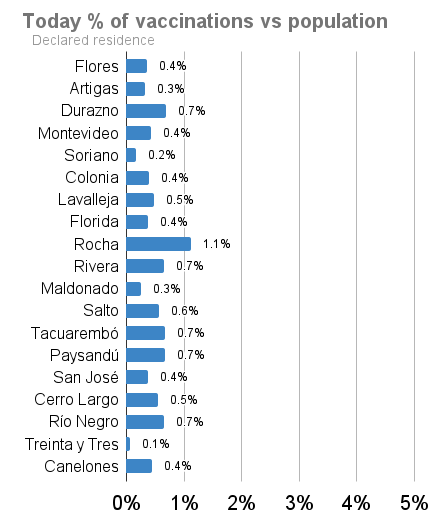 Today % of vaccinations vs population
Declared residence
Flores 0.4%
Artigas 0.3%
Durazno 0.7%
Montevideo 0.4%
Soriano 0.2%
Colonia 0.4%
Lavalleja 0.5%
Florida 0.4%
Rocha 1.1%
Rivera 0.7%
Maldonado 0.3%
Salto 0.6%
Tacuarembó 0.7%
Paysandú 0.7%
San José 0.4%
Cerro Largo 0.5%
Río Negro 0.7%
Treinta y Tres 0.1%
Canelones 0.4%
0% 1% 2% 3% 4% 5%